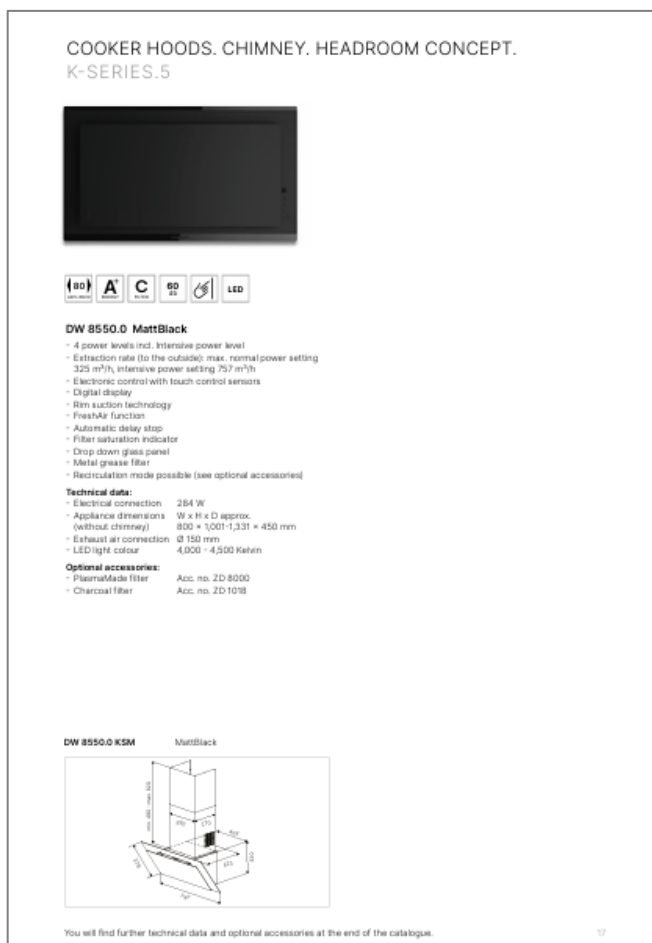 COOKER HOODS. CHIMNEY. HEADROOM CONCEPT.
K-SERIES.5
80
A+
C
60
LED
DW 8550.0 MattBlack
- 4 power levels incl. Intensive power level
- Extraction rate (to the outside): max. normal power setting
325 m³/h, intensive power setting 757 m³/h
- Electronic control with touch control sensors
- Digital display
- Rim suction technology
- FreshAir function
- Automatic delay stop
- Filter saturation indicator
- Drop down glass panel
- Metal grease filter
- Recirculation mode possible (see optional accessories)
Technical data:
- Electrical connection 284 W
- Appliance dimensions W x H x D approx.
(without chimney) 800 × 1,001-1,331 × 450 mm
- Exhaust air connection Ø 150 mm
- LED light colour 4,000 - 4,500 Kelvin
Optional accessories:
- PlasmaMade filter Acc. no. ZD 8000
- Charcoal filter Acc. no. ZD 1018
DW 8550.0 KSM MattBlack
You will find further technical data and optional accessories at the end of the catalogue. 17